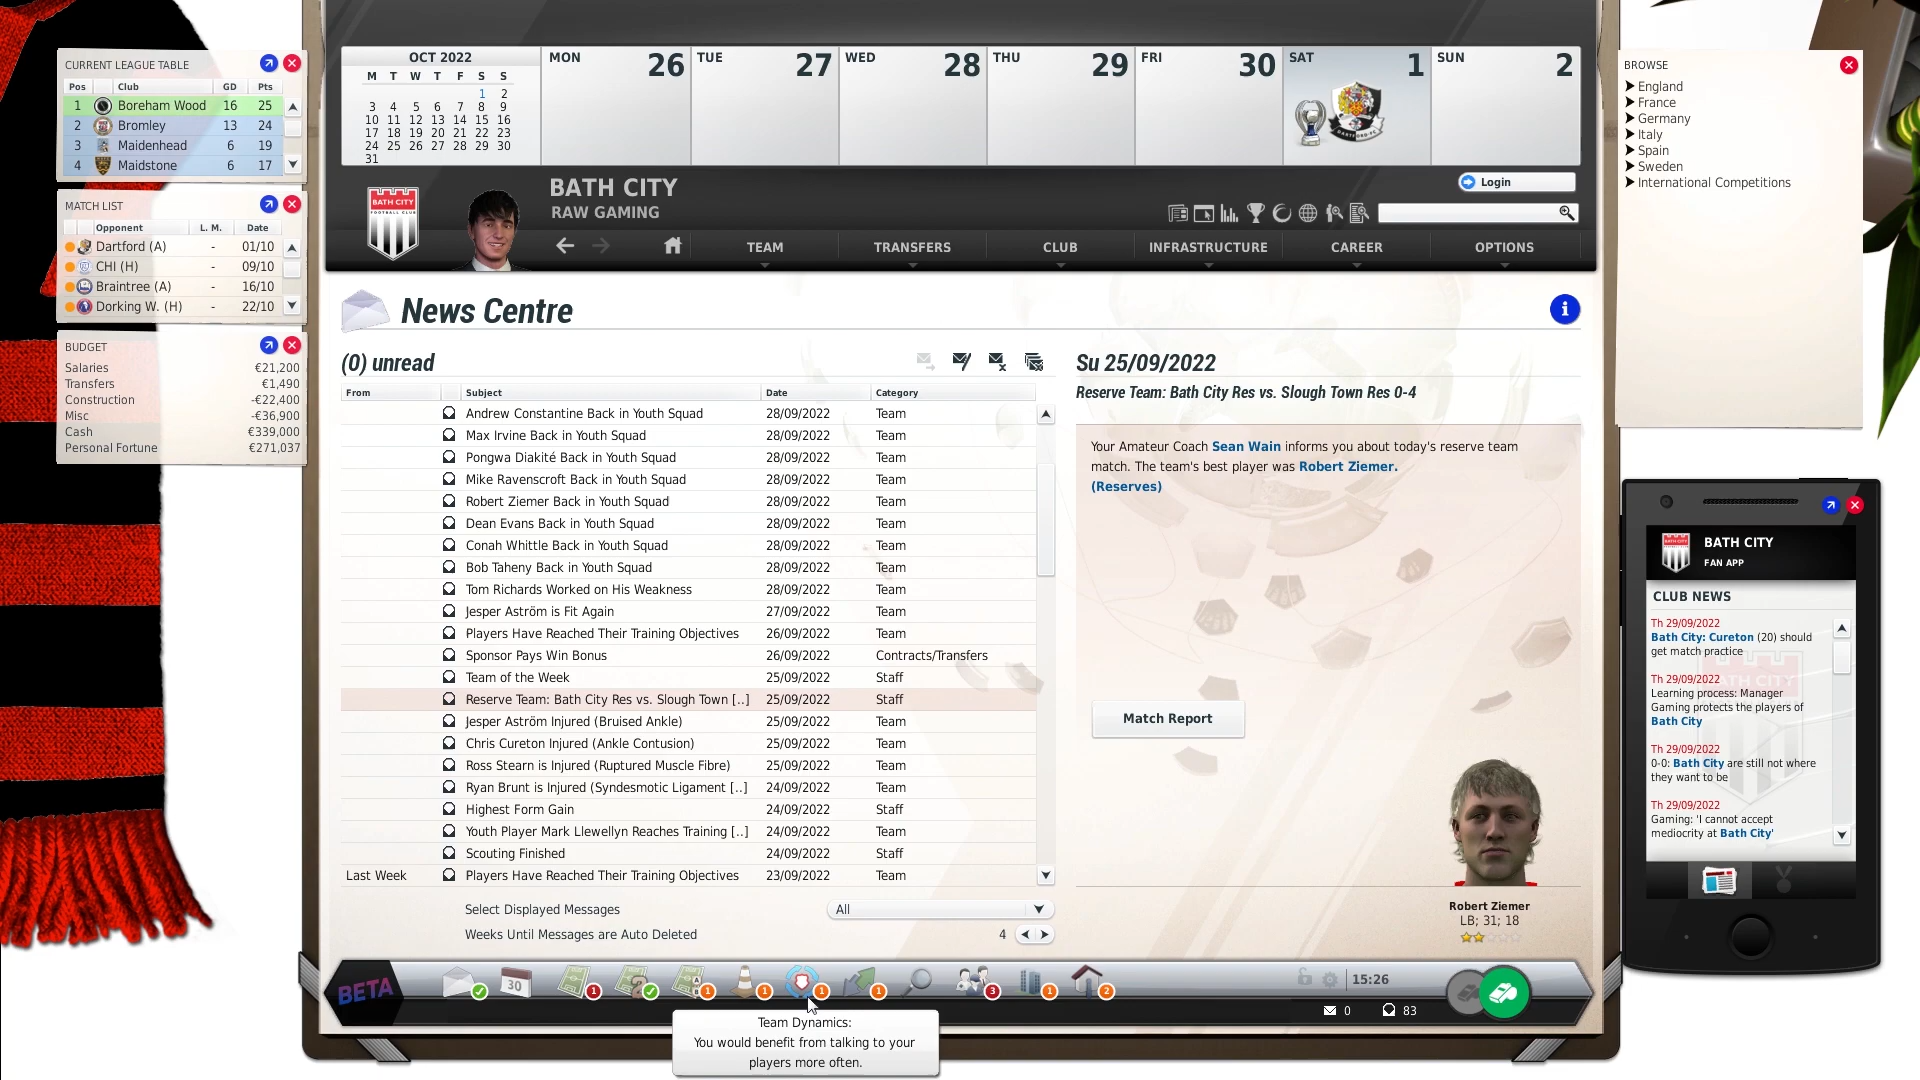 CURRENT LEAGUE TABLE
Pos Club GD Pts
1 Boreham Wood 16 25
2 Bromley 13 24
3 Maidenhead 6 19
4 Maidstone 6 17
MATCH LIST
Opponent L. M. Date
Dartford (A) - 01/10
CHI (H) - 09/10
Braintree (A) - 16/10
Dorking W. (H) - 22/10
BUDGET
Salaries €21,200
Transfers €1,490
Construction -€22,400
Misc -€36,900
Cash €339,000
Personal Fortune €271,037
OCT 2022
M T W T F S S
1 2
3 4 5 6 7 8 9
10 11 12 13 14 15 16
17 18 19 20 21 22 23
24 25 26 27 28 29 30
31
MON 26
TUE 27
WED 28
THU 29
FRI 30
SAT 1
SUN 2
BATH CITY
FOOTBALL CLUB
BATH CITY
RAW GAMING
Login
TEAM
TRANSFERS
CLUB
INFRASTRUCTURE
CAREER
OPTIONS
News Centre
(0) unread
From Subject Date Category
Andrew Constantine Back in Youth Squad 28/09/2022 Team
Max Irvine Back in Youth Squad 28/09/2022 Team
Pongwa Diakité Back in Youth Squad 28/09/2022 Team
Mike Ravenscroft Back in Youth Squad 28/09/2022 Team
Robert Ziemer Back in Youth Squad 28/09/2022 Team
Dean Evans Back in Youth Squad 28/09/2022 Team
Conah Whittle Back in Youth Squad 28/09/2022 Team
Bob Taheny Back in Youth Squad 28/09/2022 Team
Tom Richards Worked on His Weakness 28/09/2022 Team
Jesper Aström is Fit Again 27/09/2022 Team
Players Have Reached Their Training Objectives 26/09/2022 Team
Sponsor Pays Win Bonus 26/09/2022 Contracts/Transfers
Team of the Week 25/09/2022 Staff
Reserve Team: Bath City Res vs. Slough Town [..] 25/09/2022 Staff
Jesper Aström Injured (Bruised Ankle) 25/09/2022 Team
Chris Cureton Injured (Ankle Contusion) 25/09/2022 Team
Ross Stearn is Injured (Ruptured Muscle Fibre) 25/09/2022 Team
Ryan Brunt is Injured (Syndesmotic Ligament [..] 24/09/2022 Team
Highest Form Gain 24/09/2022 Staff
Youth Player Mark Llewellyn Reaches Training [..] 24/09/2022 Team
Scouting Finished 24/09/2022 Staff
Last Week Players Have Reached Their Training Objectives 23/09/2022 Team
Select Displayed Messages All
Weeks Until Messages are Auto Deleted 4
Su 25/09/2022
Reserve Team: Bath City Res vs. Slough Town Res 0-4
Your Amateur Coach Sean Wain informs you about today's reserve team
match. The team's best player was Robert Ziemer.
(Reserves)
Match Report
Robert Ziemer
LB; 31; 18
BROWSE
England
France
Germany
Italy
Spain
Sweden
International Competitions
BATH CITY
FAN APP
CLUB NEWS
Th 29/09/2022
Bath City: Cureton (20) should
get match practice
Th 29/09/2022
Learning process: Manager
Gaming protects the players of
Bath City
Th 29/09/2022
0-0: Bath City are still not where
they want to be
Th 29/09/2022
Gaming: 'I cannot accept
mediocrity at Bath City'
BETA
30
1
1
1
1
1
3
1
2
15:26
0 83
Team Dynamics:
You would benefit from talking to your
players more often.